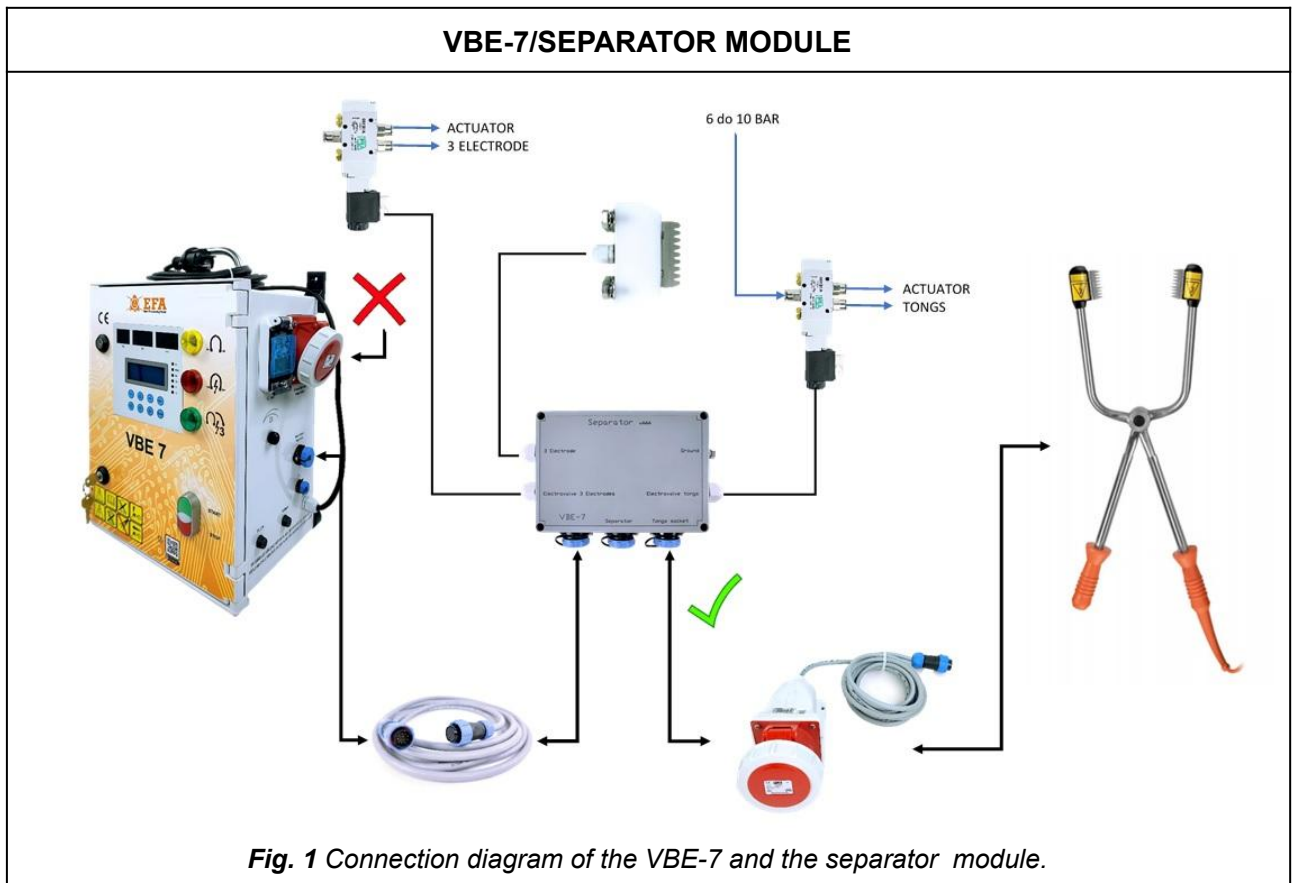 VBE-7/SEPARATOR MODULE
ACTUATOR
3 ELECTRODE
6 do 10 BAR
ACTUATOR
TONGS
EFA
CE
VBE 7
START
STOP
Separator
3 Electrode
Ground
Electrovalve 3 Electrodes
Electrovalve tongs
VBE-7
Separator
Tongs socket
Fig. 1 Connection diagram of the VBE-7 and the separator module.